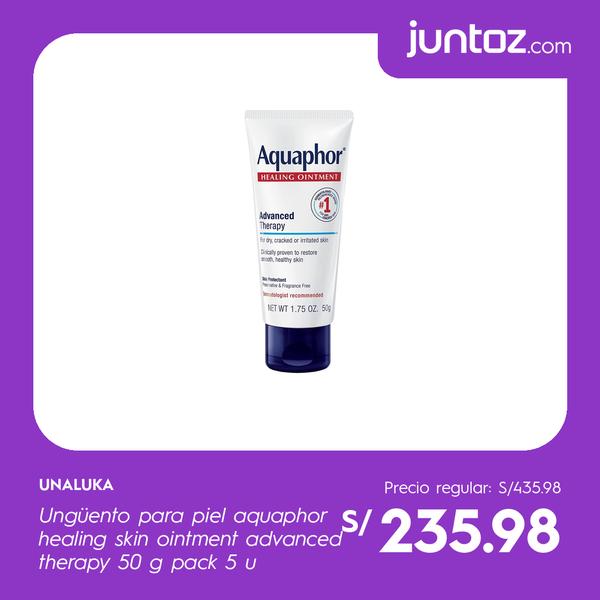 juntoz.com
Aquaphor®
HEALING OINTMENT
#1
Advanced
Therapy
For dry, cracked or irritated skin
Clinically proven to restore
smooth, healthy skin
Skin Protectant
Preservative & Fragrance Free
Dermatologist recommended
NET WT 1.75 OZ. 50g
UNALUKA
Ungüento para piel aquaphor
healing skin ointment advanced
therapy 50 g pack 5 u
Precio regular: S/435.98
S/ 235.98